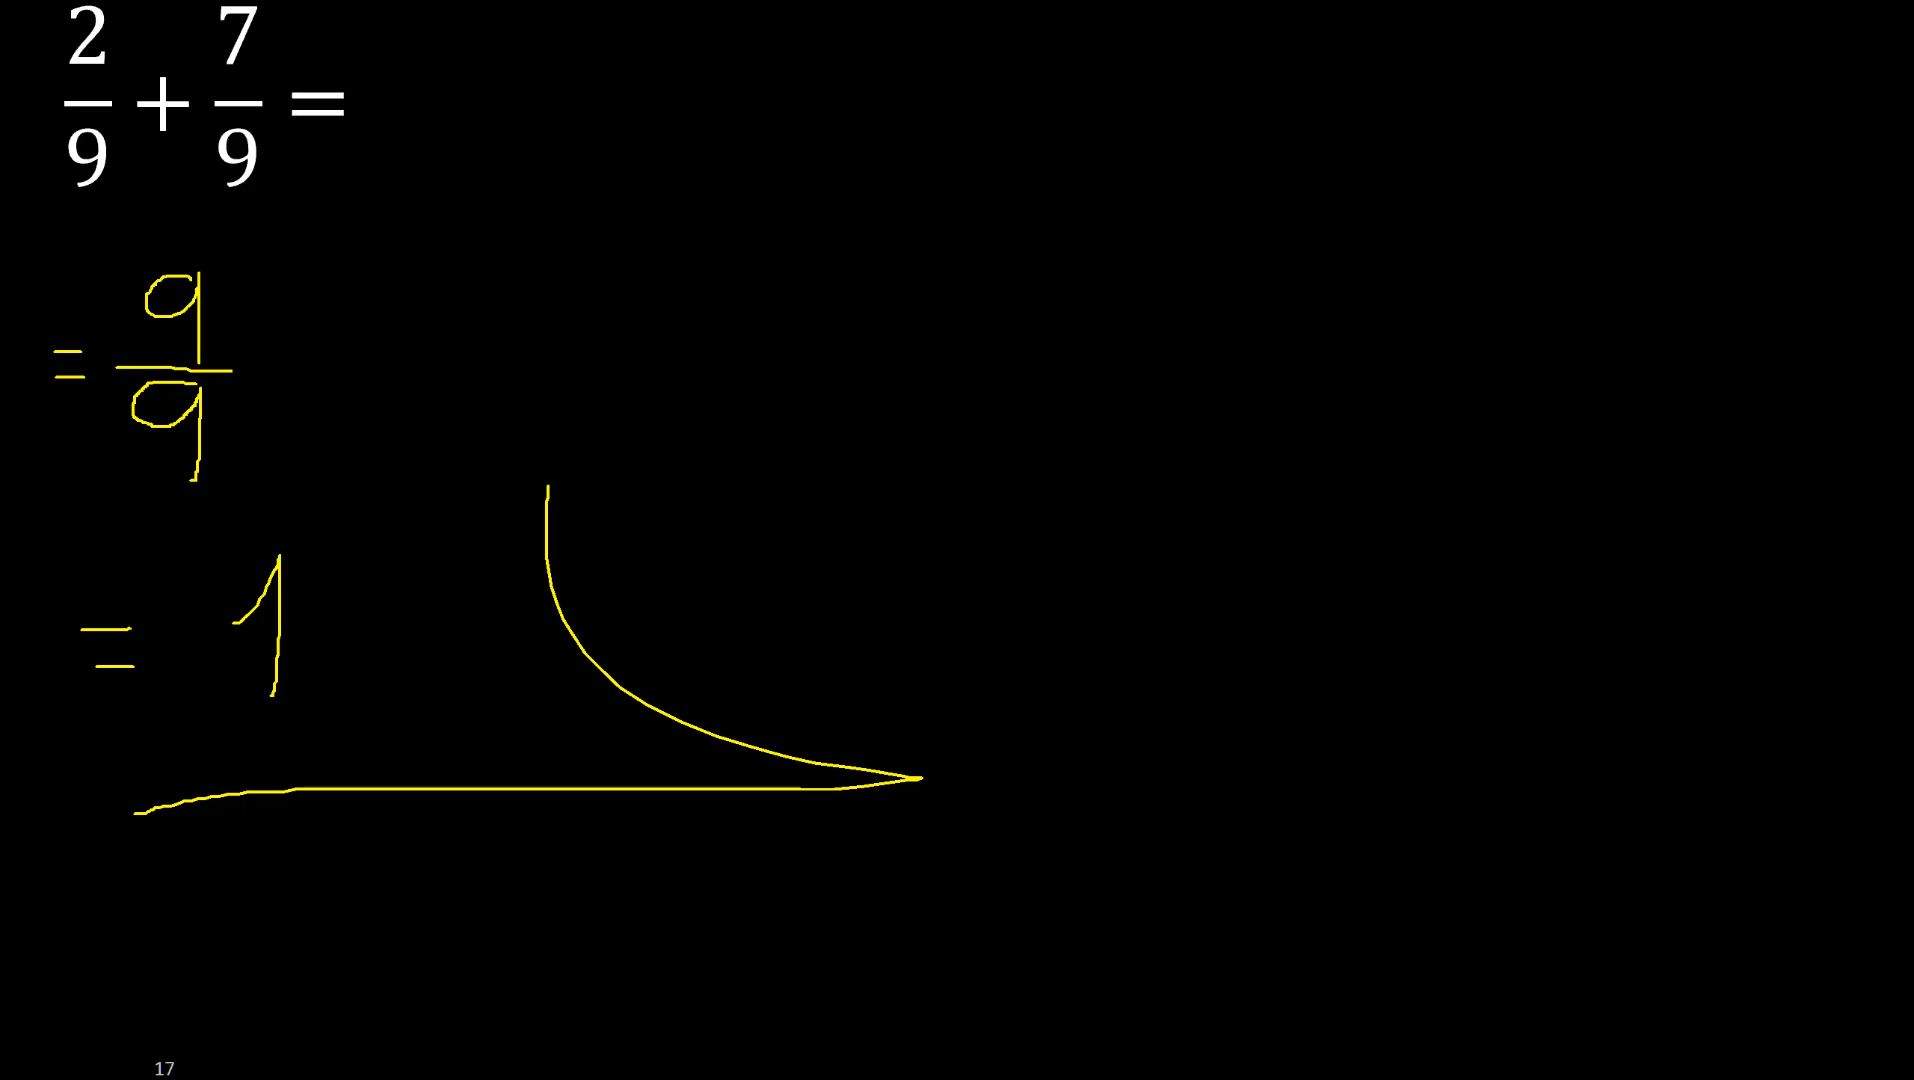 2/9 + 7/9 =
= 9/9
= 1
17